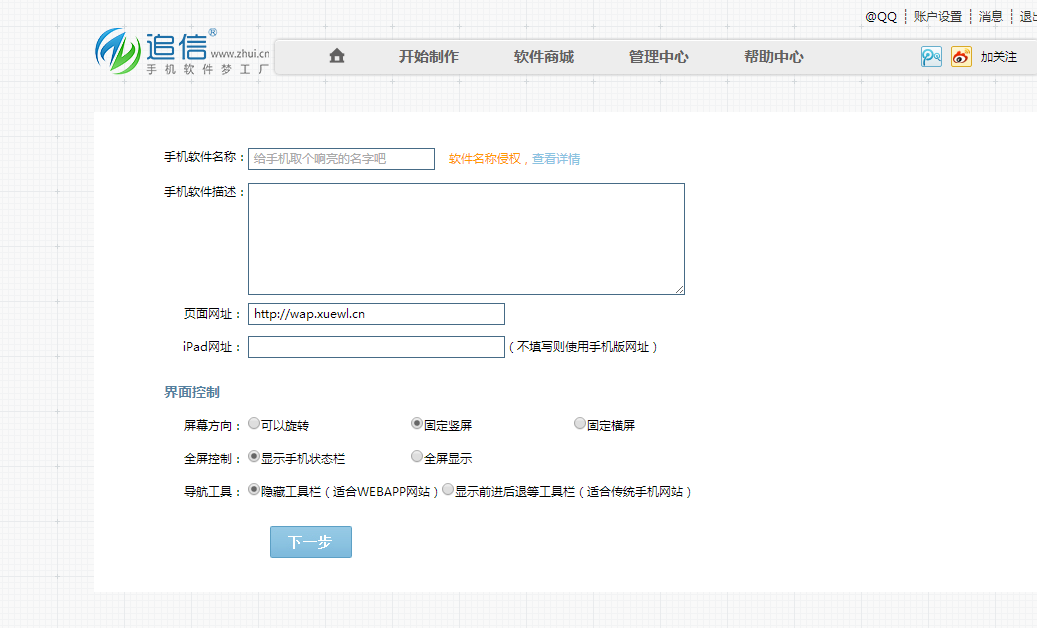 @QQ 账户设置 消息 退出
追信® www.zhui.cn
手机软件梦工厂
开始制作 软件商城 管理中心 帮助中心 加关注
手机软件名称： 给手机取个响亮的名字吧 软件名称侵权，查看详情
手机软件描述：
页面网址： http://wap.xuewl.cn
iPad网址： （不填写则使用手机版网址）
界面控制
屏幕方向： 可以旋转 固定竖屏 固定横屏
全屏控制： 显示手机状态栏 全屏显示
导航工具： 隐藏工具栏（适合WEBAPP网站） 显示前进后退等工具栏（适合传统手机网站）
下一步